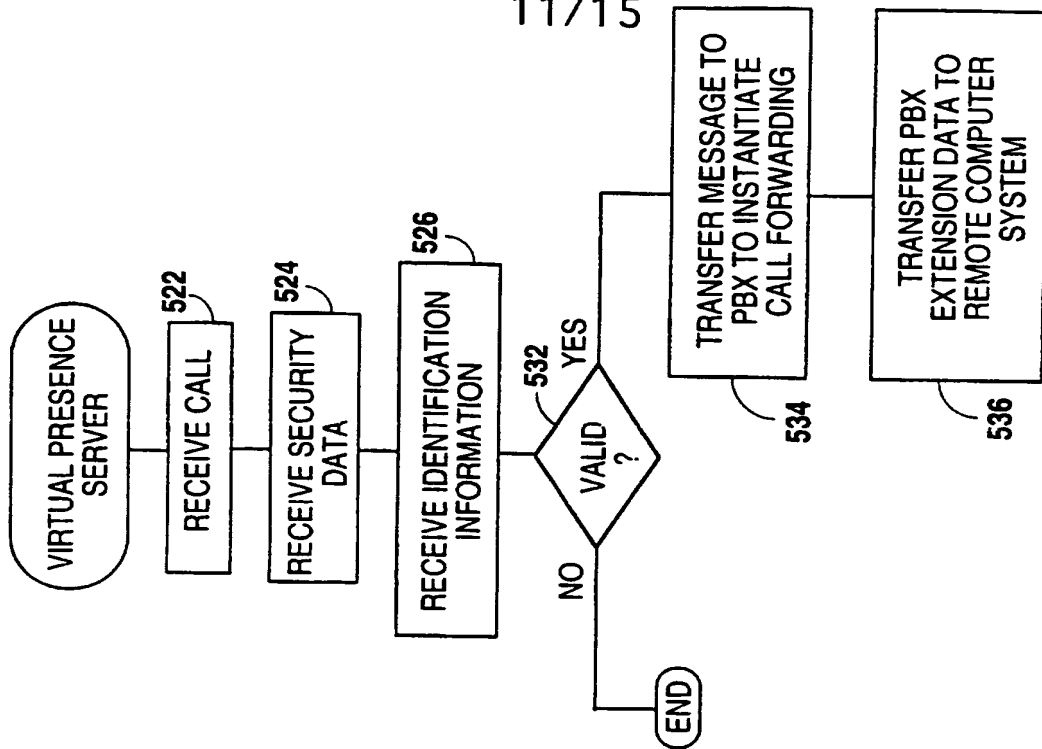 11/15
VIRTUAL PRESENCE
SERVER
522
RECEIVE CALL
524
RECEIVE SECURITY
DATA
526
RECEIVE IDENTIFICATION
INFORMATION
532
VALID
?
NO
YES
END
TRANSFER MESSAGE TO
PBX TO INSTANTIATE
CALL FORWARDING
534
TRANSFER PBX
EXTENSION DATA TO
REMOTE COMPUTER
SYSTEM
536